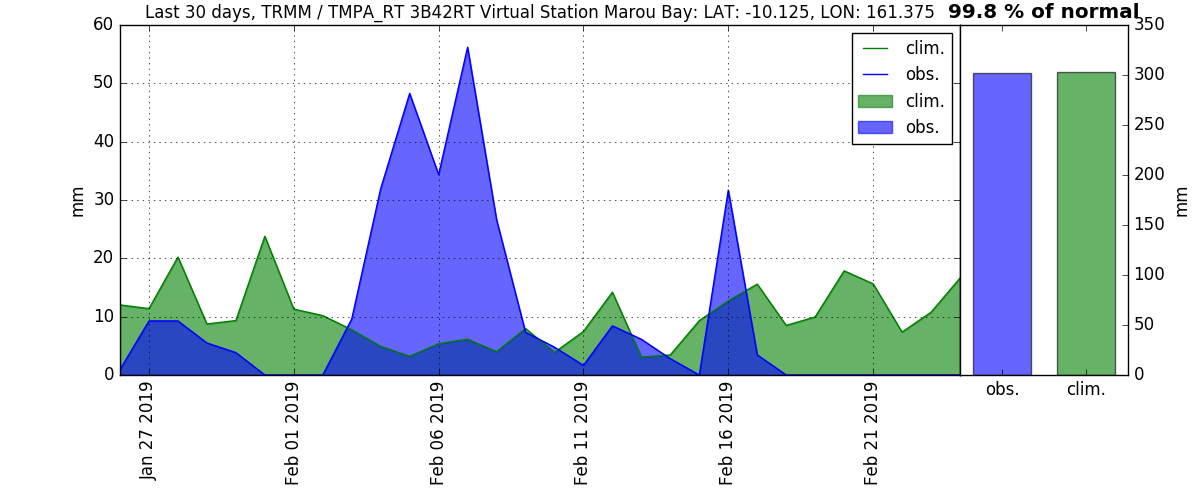 Last 30 days, TRMM / TMPA_RT 3B42RT Virtual Station Marou Bay: LAT: -10.125, LON: 161.375
99.8 % of normal
60
50
40
30
20
10
0
mm
clim.
obs.
clim.
obs.
Jan 27 2019
Feb 01 2019
Feb 06 2019
Feb 11 2019
Feb 16 2019
Feb 21 2019
350
300
250
200
150
100
50
0
mm
obs.
clim.